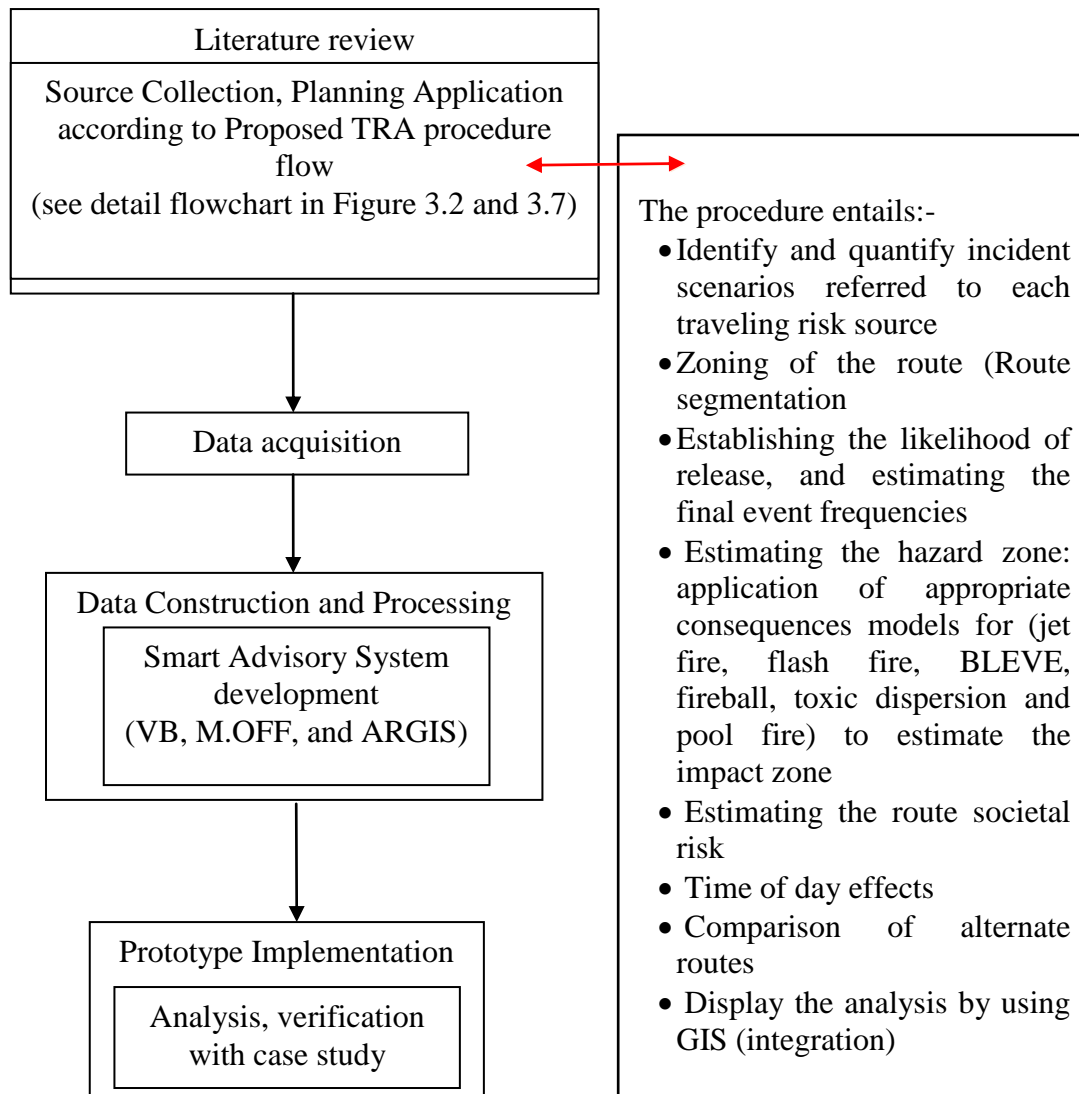 Literature review
Source Collection, Planning Application
according to Proposed TRA procedure
flow
(see detail flowchart in Figure 3.2 and 3.7)
Data acquisition
Data Construction and Processing
Smart Advisory System
development
(VB, M.OFF, and ARGIS)
Prototype Implementation
Analysis, verification
with case study
The procedure entails:-
•Identify and quantify incident
scenarios referred to each
traveling risk source
•Zoning of the route (Route
segmentation
•Establishing the likelihood of
release, and estimating the
final event frequencies
• Estimating the hazard zone:
application of appropriate
consequences models for (jet
fire, flash fire, BLEVE,
fireball, toxic dispersion and
pool fire) to estimate the
impact zone
• Estimating the route societal
risk
• Time of day effects
• Comparison of alternate
routes
• Display the analysis by using
GIS (integration)